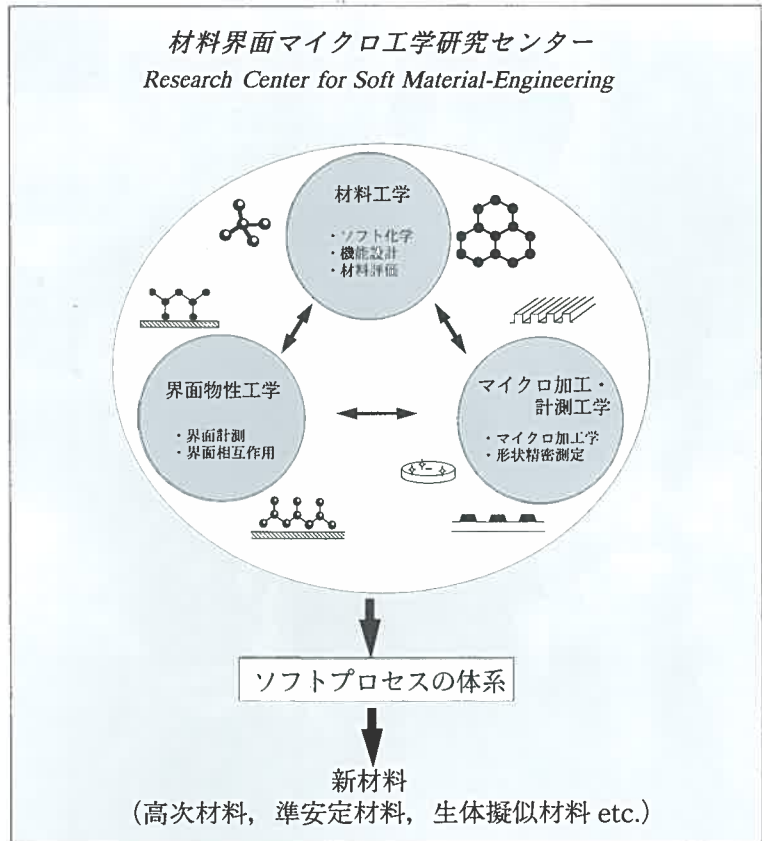 材料界面マイクロ工学研究センター
Research Center for Soft Material-Engineering
材料工学
・ソフト化学
・機能設計
・材料評価
界面物性工学
・界面計測
・界面相互作用
マイクロ加工・
計測工学
・マイクロ加工学
・形状精密測定
ソフトプロセスの体系
新材料
(高次材料，準安定材料，生体擬似材料 etc.)